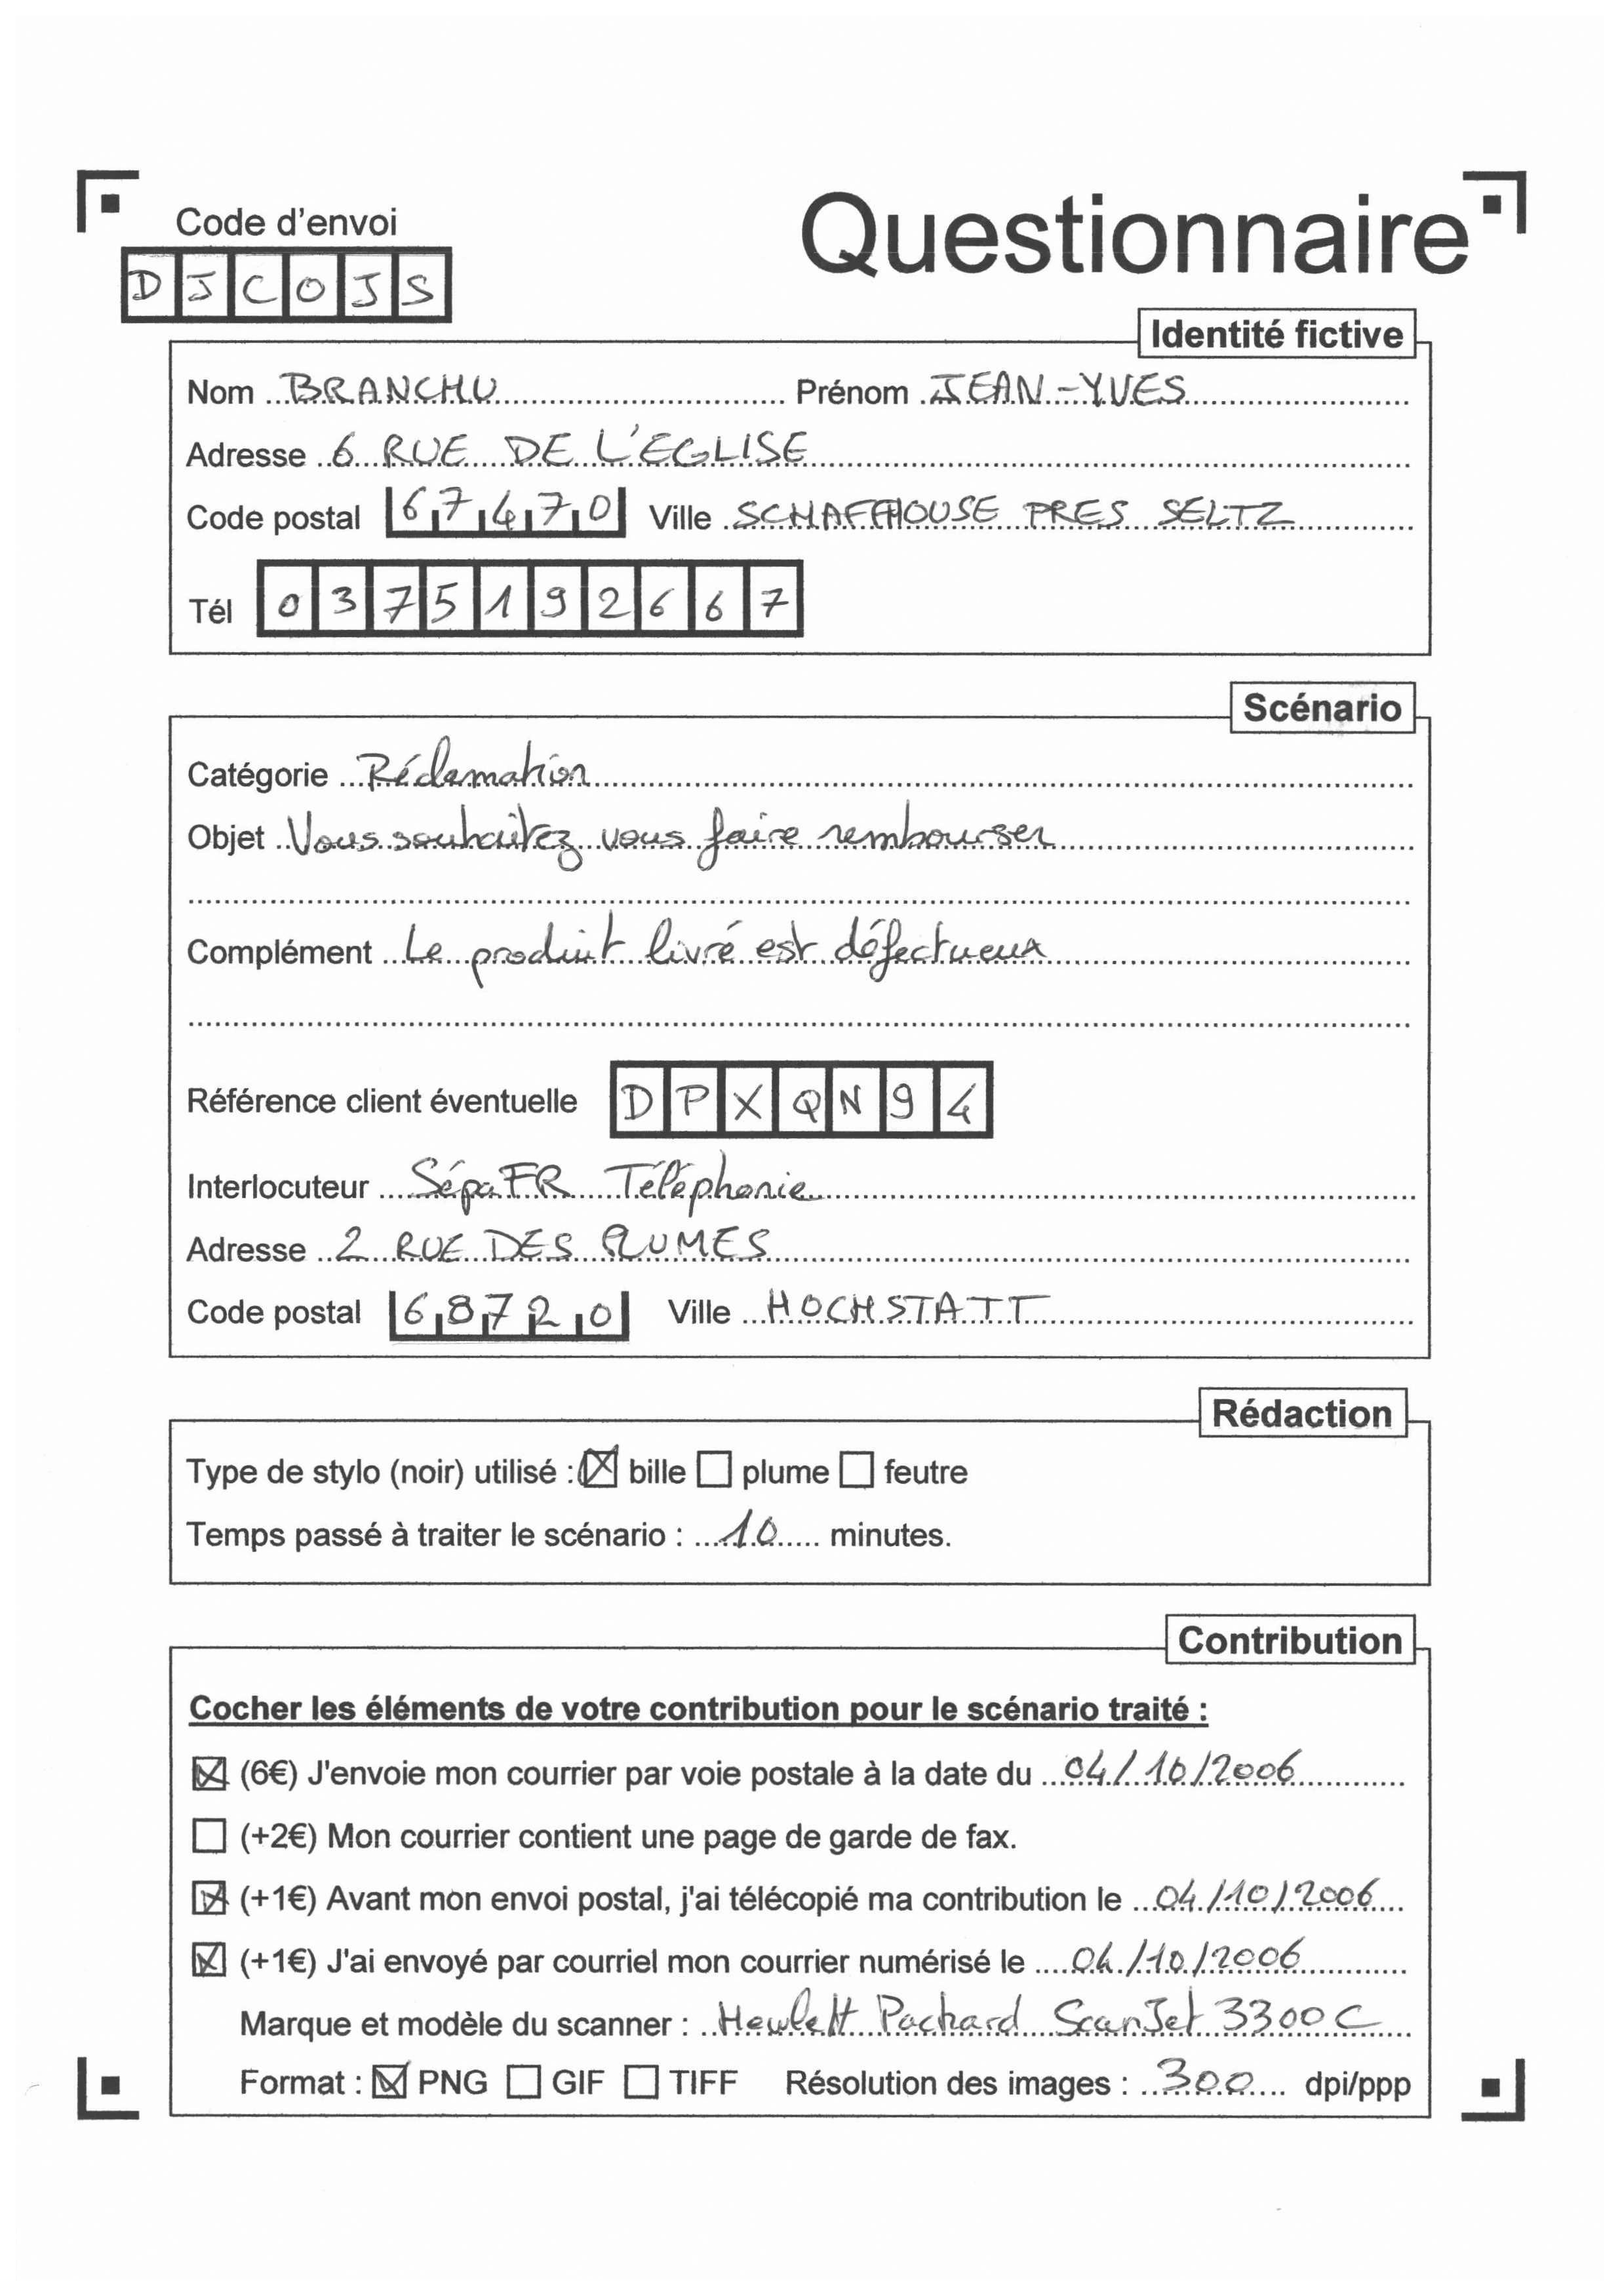 Code d'envoi
Questionnaire
DJCOJS
Identité fictive
Nom BRANCHU Prénom JEAN-YVES
Adresse 6 RUE DE L'EGLISE
Code postal 67470 Ville SCHAFFHOUSE PRES SELTZ
Tél 0375192667
Scénario
Catégorie Réclamation
Objet Vous souhaitez vous faire rembourser
Complément Le produit livré est défectueux
Référence client éventuelle DPXQN94
Interlocuteur SépaFR Téléphonie
Adresse 2 RUE DES PLUMES
Code postal 68720 Ville HOCHSTATT
Rédaction
Type de stylo (noir) utilisé : ☒ bille ☐ plume ☐ feutre
Temps passé à traiter le scénario : 10 minutes.
Contribution
Cocher les éléments de votre contribution pour le scénario traité :
☒ (6€) J'envoie mon courrier par voie postale à la date du 04/10/2006
☐ (+2€) Mon courrier contient une page de garde de fax.
☒ (+1€) Avant mon envoi postal, j'ai télécopié ma contribution le 04/10/2006
☒ (+1€) J'ai envoyé par courriel mon courrier numérisé le 04/10/2006
Marque et modèle du scanner : Hewlett Packard ScanJet 3300C
Format : ☒ PNG ☐ GIF ☐ TIFF Résolution des images : 300 dpi/ppp